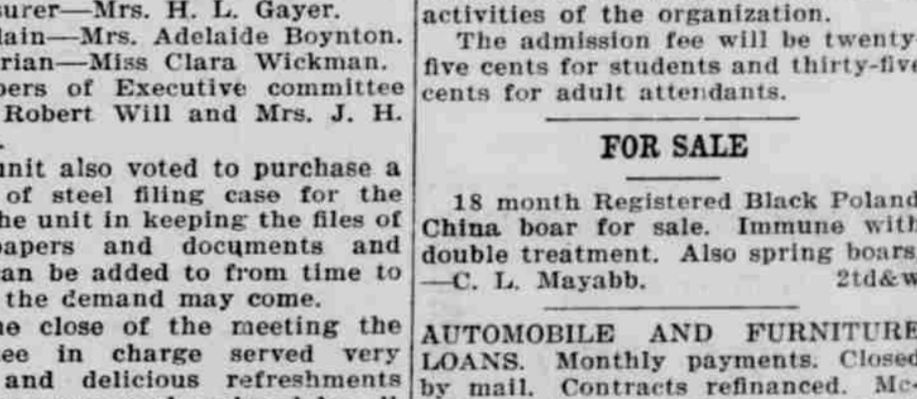 surer—Mrs. H. L. Gayer.
lain—Mrs. Adelaide Boynton.
rian—Miss Clara Wickman.
bers of Executive committee
Robert Will and Mrs. J. H.
unit also voted to purchase a
of steel filing case for the
he unit in keeping the files of
papers and documents and
can be added to from time to
the demand may come.
he close of the meeting the
tee in charge served very
and delicious refreshments
activities of the organization.
The admission fee will be twenty-
five cents for students and thirty-five
cents for adult attendants.
FOR SALE
18 month Registered Black Poland
China boar for sale. Immune with
double treatment. Also spring boars
—C. L. Mayabb. 2td&w
AUTOMOBILE AND FURNITURE
LOANS. Monthly payments. Closed
by mail. Contracts refinanced. Mc-